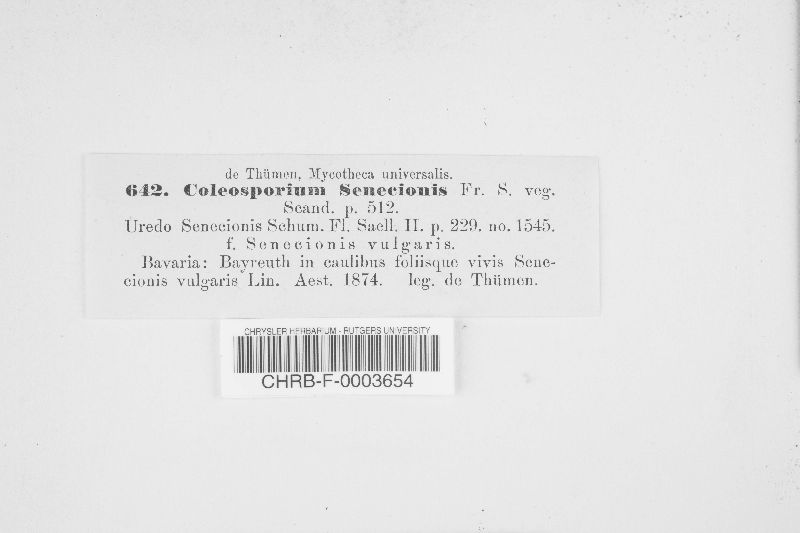 de Thümen, Mycotheca universalis.
642. Coleosporium Senecionis Fr. S. veg.
Scand. p. 512.
Uredo Senecionis Schum. Fl. Saell. II. p. 229. no. 1545.
f. Senecionis vulgaris.
Bavaria: Bayreuth in caulibus foliisque vivis Sene-
cionis vulgaris Lin. Aest. 1874. leg. de Thümen.
CHRYSLER HERBARIUM - RUTGERS UNIVERSITY
CHRB-F-0003654